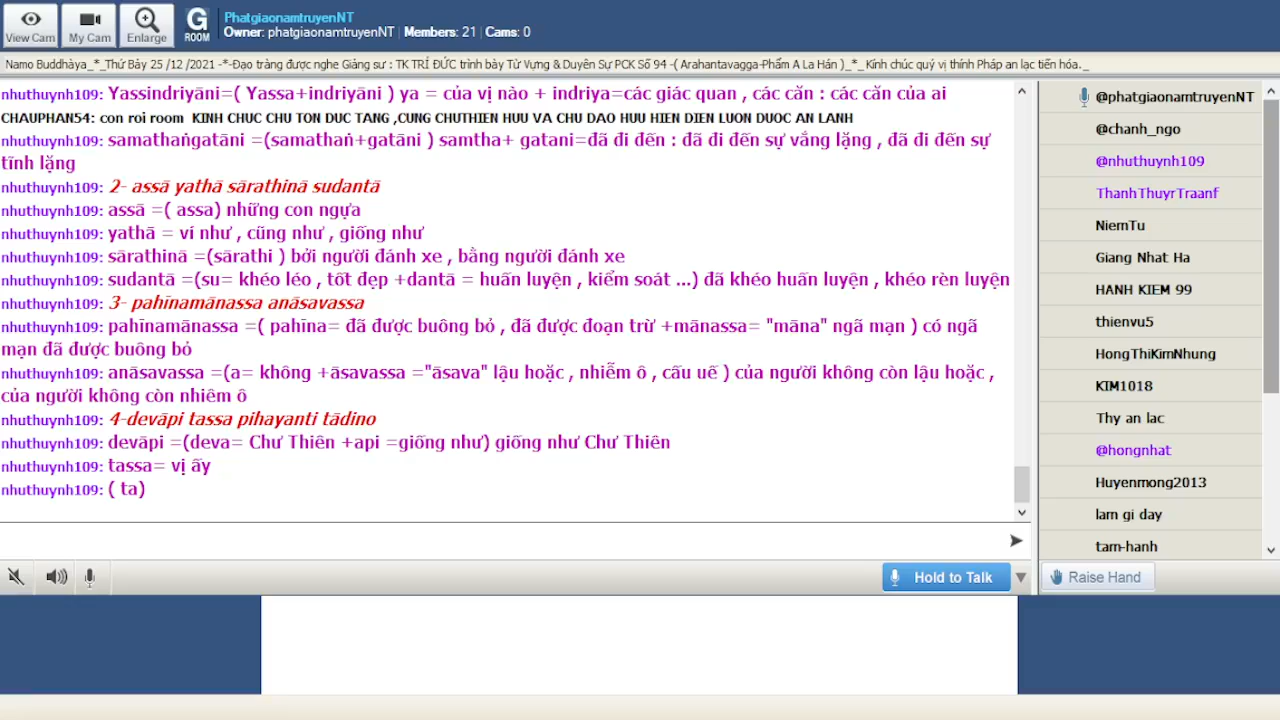 View Cam
My Cam
Enlarge
G
ROOM
PhatgiaonamtruyenNT
Owner: phatgiaonamtruyenNT | Members: 21 | Cams: 0
Namo Buddhàya_*_Thứ Bảy 25 /12 /2021 -*-Đạo tràng được nghe Giảng sư : TK TRÍ ĐỨC trình bày Từ Vựng & Duyên Sự PCK Số 94 -( Arahantavagga-Phẩm A La Hán )_*_ Kính chúc quý vị thính Pháp an lạc tiến hóa._
nhuthuynh109: Yassindriyāni=( Yassa+indriyāni ) ya = của vị nào + indriya=các giác quan , các căn : các căn của ai
CHAUPHAN54: con roi room KINH CHUC CHU TON DUC TANG ,CUNG CHUTHIEN HUU VA CHU DAO HUU HIEN DIEN LUON DUOC AN LANH
nhuthuynh109: samathaṅgatāni =(samathaṅ+gatāni ) samtha+ gatani=đã đi đến : đã đi đến sự vắng lặng , đã đi đến sự
tĩnh lặng
nhuthuynh109: 2- assā yathā sārathinā sudantā
nhuthuynh109: assā =( assa) những con ngựa
nhuthuynh109: yathā = ví như , cũng như , giống như
nhuthuynh109: sārathinā =(sārathi ) bởi người đánh xe , bằng người đánh xe
nhuthuynh109: sudantā =(su= khéo léo , tốt đẹp +dantā = huấn luyện , kiểm soát ...) đã khéo huấn luyện , khéo rèn luyện
nhuthuynh109: 3- pahīnamānassa anāsavassa
nhuthuynh109: pahīnamānassa =( pahīna= đã được buông bỏ , đã được đoạn trừ +mānassa= "māna" ngã mạn ) có ngã
mạn đã được buông bỏ
nhuthuynh109: anāsavassa =(a= không +āsavassa ="āsava" lậu hoặc , nhiễm ô , cấu uế ) của người không còn lậu hoặc ,
của người không còn nhiêm ô
nhuthuynh109: 4-devāpi tassa pihayanti tādino
nhuthuynh109: devāpi =(deva= Chư Thiên +api =giống như) giống như Chư Thiên
nhuthuynh109: tassa= vị ấy
nhuthuynh109: ( ta)
@phatgiaonamtruyenNT
@chanh_ngo
@nhuthuynh109
ThanhThuyrTraanf
NiemTu
Giang Nhat Ha
HANH KIEM 99
thienvu5
HongThiKimNhung
KIM1018
Thy an lac
@hongnhat
Huyenmong2013
lam gi day
tam-hanh
Hold to Talk
Raise Hand